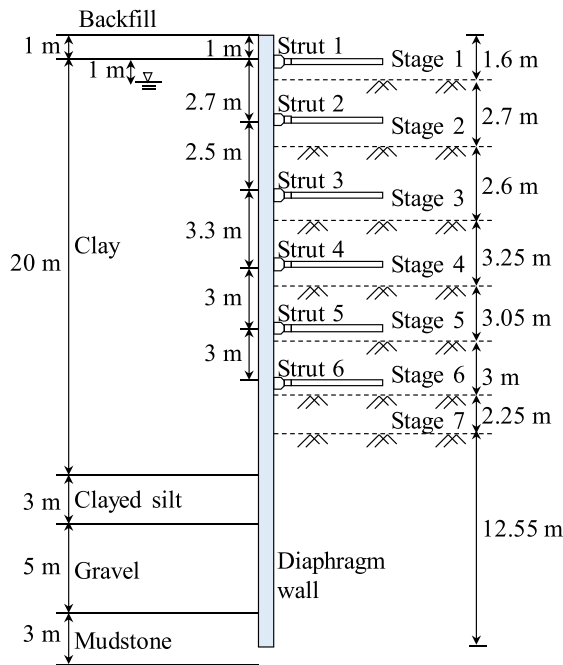 Backfill
1 m
1 m
Strut 1
Stage 1
1.6 m
1 m
2.7 m
Strut 2
Stage 2
2.7 m
2.5 m
Strut 3
Stage 3
2.6 m
20 m
Clay
3.3 m
Strut 4
Stage 4
3.25 m
3 m
Strut 5
Stage 5
3.05 m
3 m
Strut 6
Stage 6
3 m
Stage 7
2.25 m
3 m
Clayed silt
12.55 m
5 m
Gravel
Diaphragm
wall
3 m
Mudstone